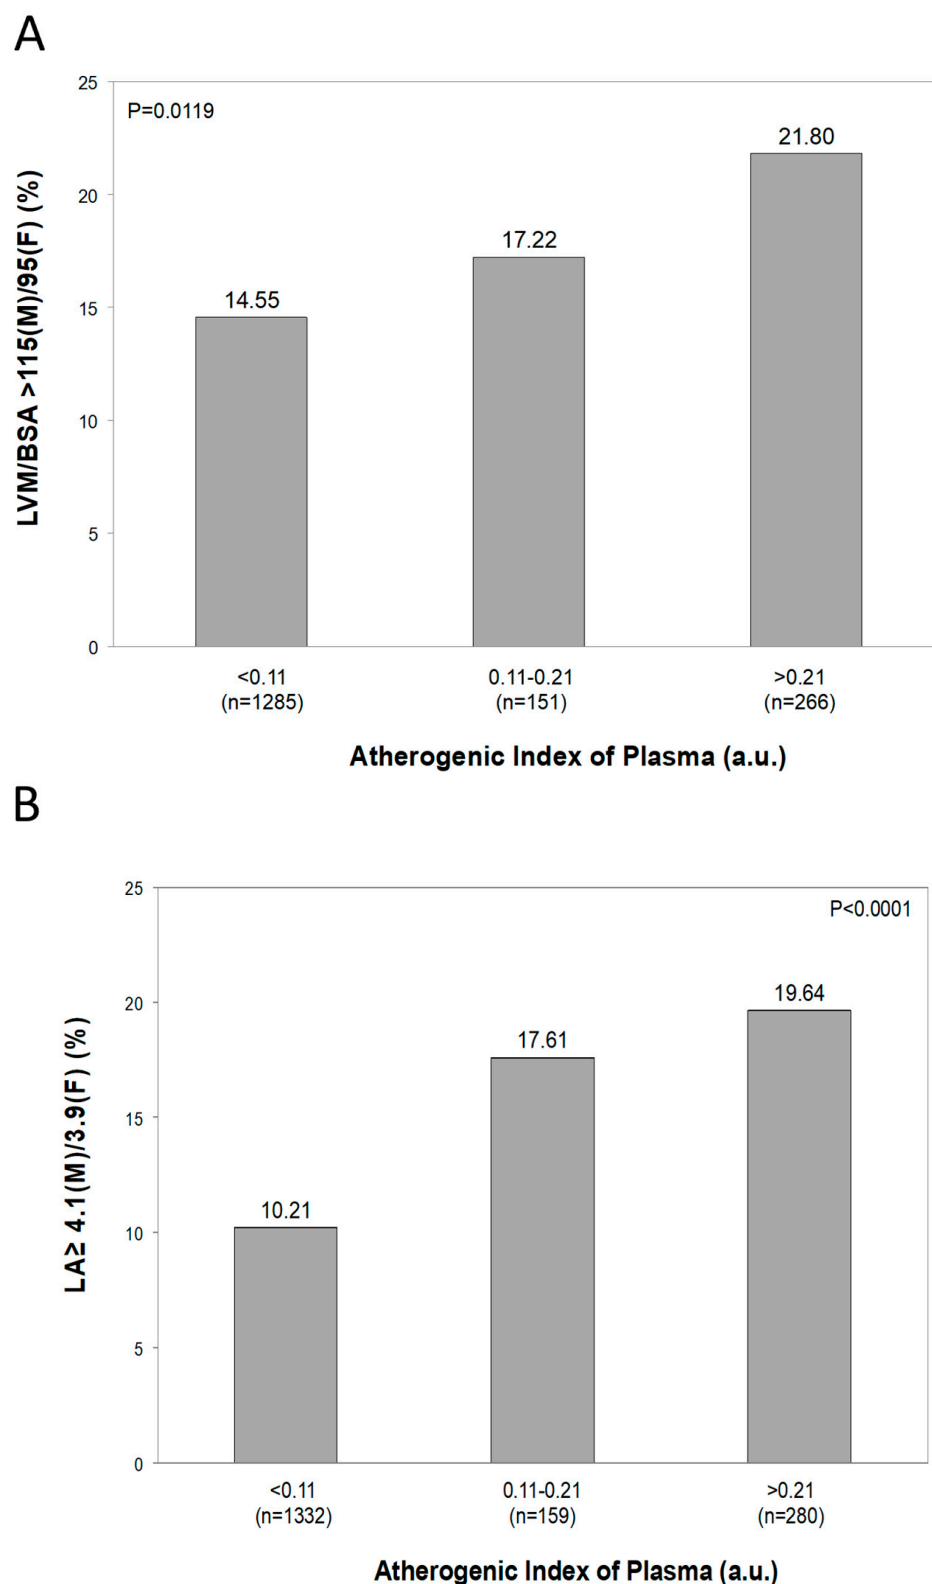 A
P=0.0119
LVM/BSA >115(M)/95(F) (%)
25
20
15
10
5
0
14.55
17.22
21.80
<0.11
(n=1285)
0.11-0.21
(n=151)
>0.21
(n=266)
Atherogenic Index of Plasma (a.u.)
B
P<0.0001
LA≥ 4.1(M)/3.9(F) (%)
25
20
15
10
5
0
10.21
17.61
19.64
<0.11
(n=1332)
0.11-0.21
(n=159)
>0.21
(n=280)
Atherogenic Index of Plasma (a.u.)